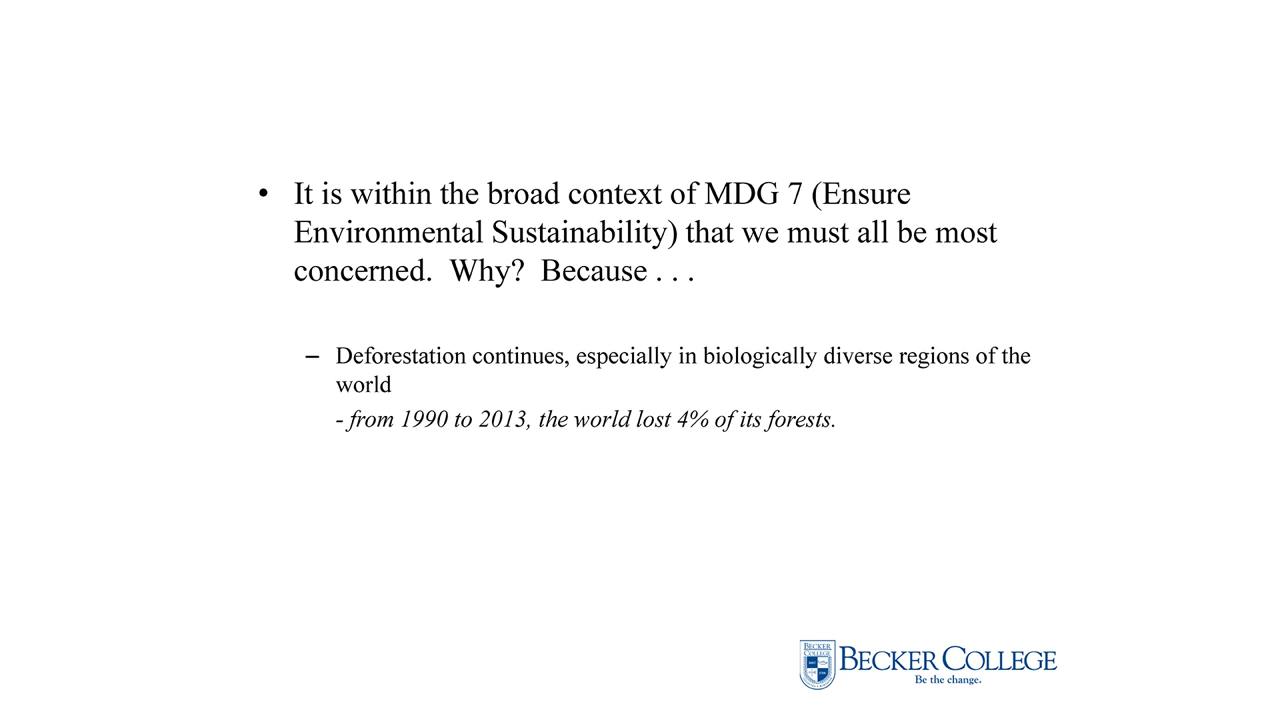 • It is within the broad context of MDG 7 (Ensure
Environmental Sustainability) that we must all be most
concerned.  Why?  Because . . .
– Deforestation continues, especially in biologically diverse regions of the
world
- from 1990 to 2013, the world lost 4% of its forests.
BECKER
COLLEGE
BECKER COLLEGE
Be the change.